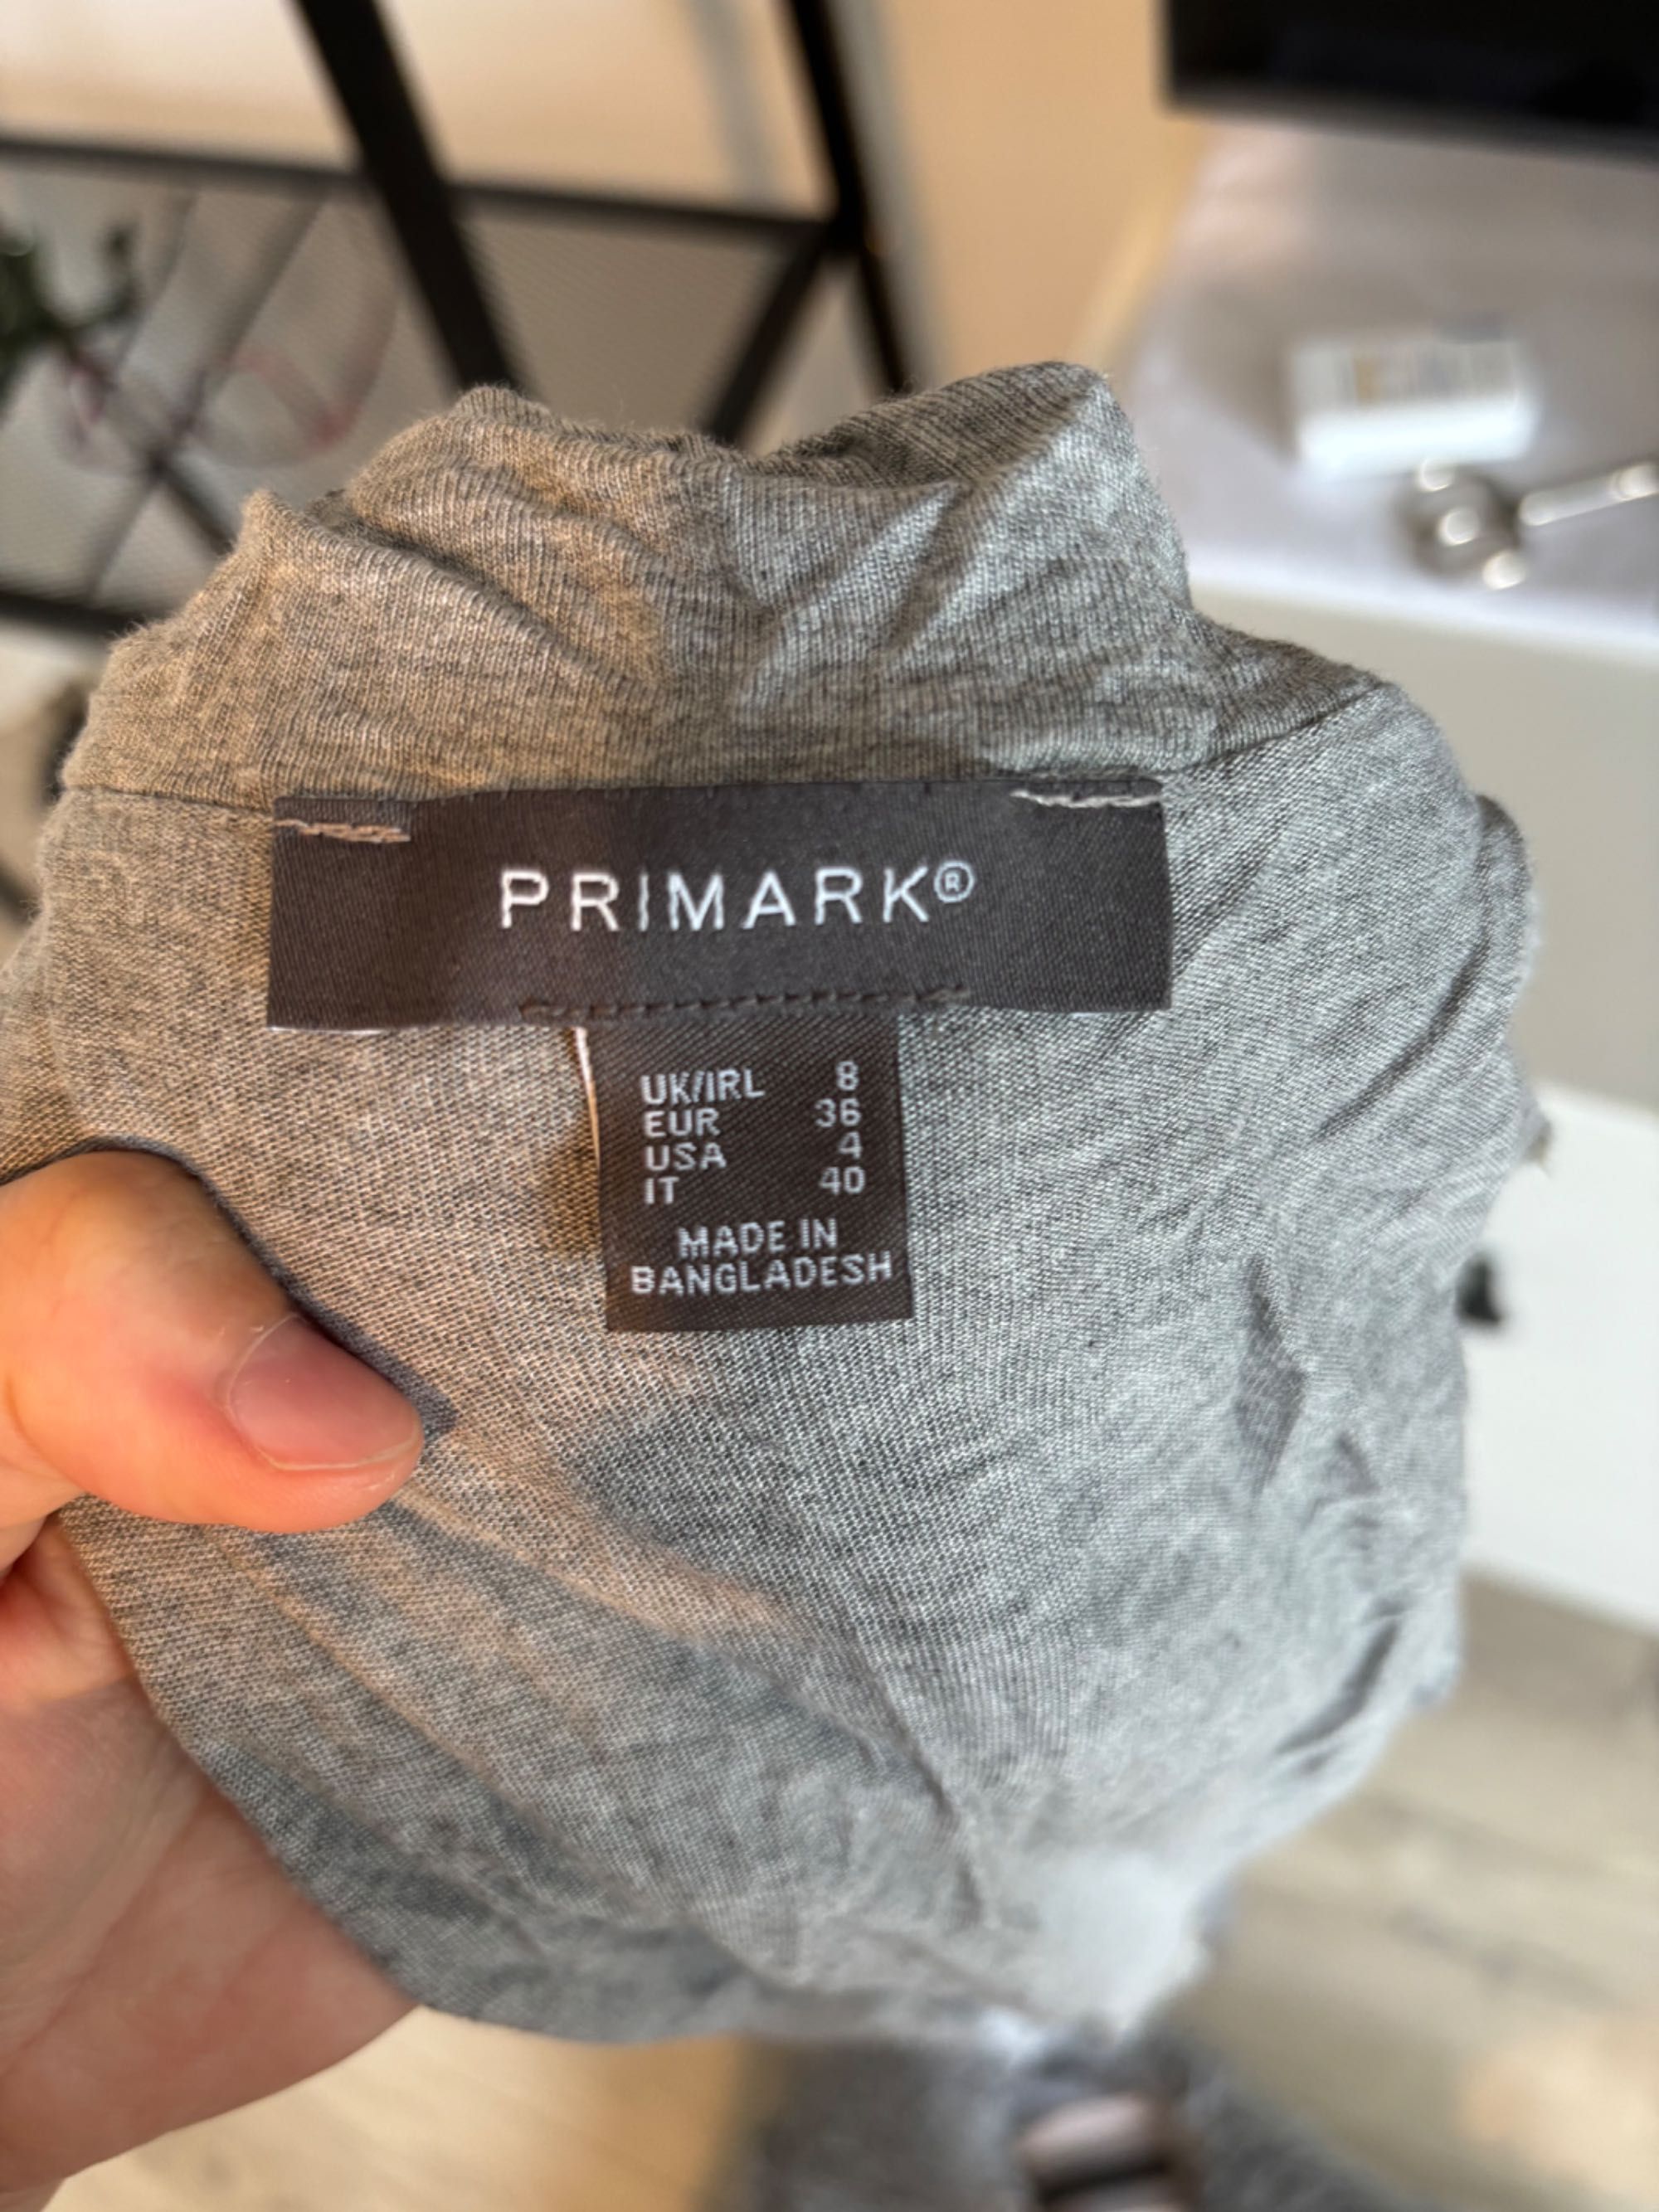 PRIMARK®
UK/IRL 8
EUR 36
USA 4
IT 40
MADE IN
BANGLADESH